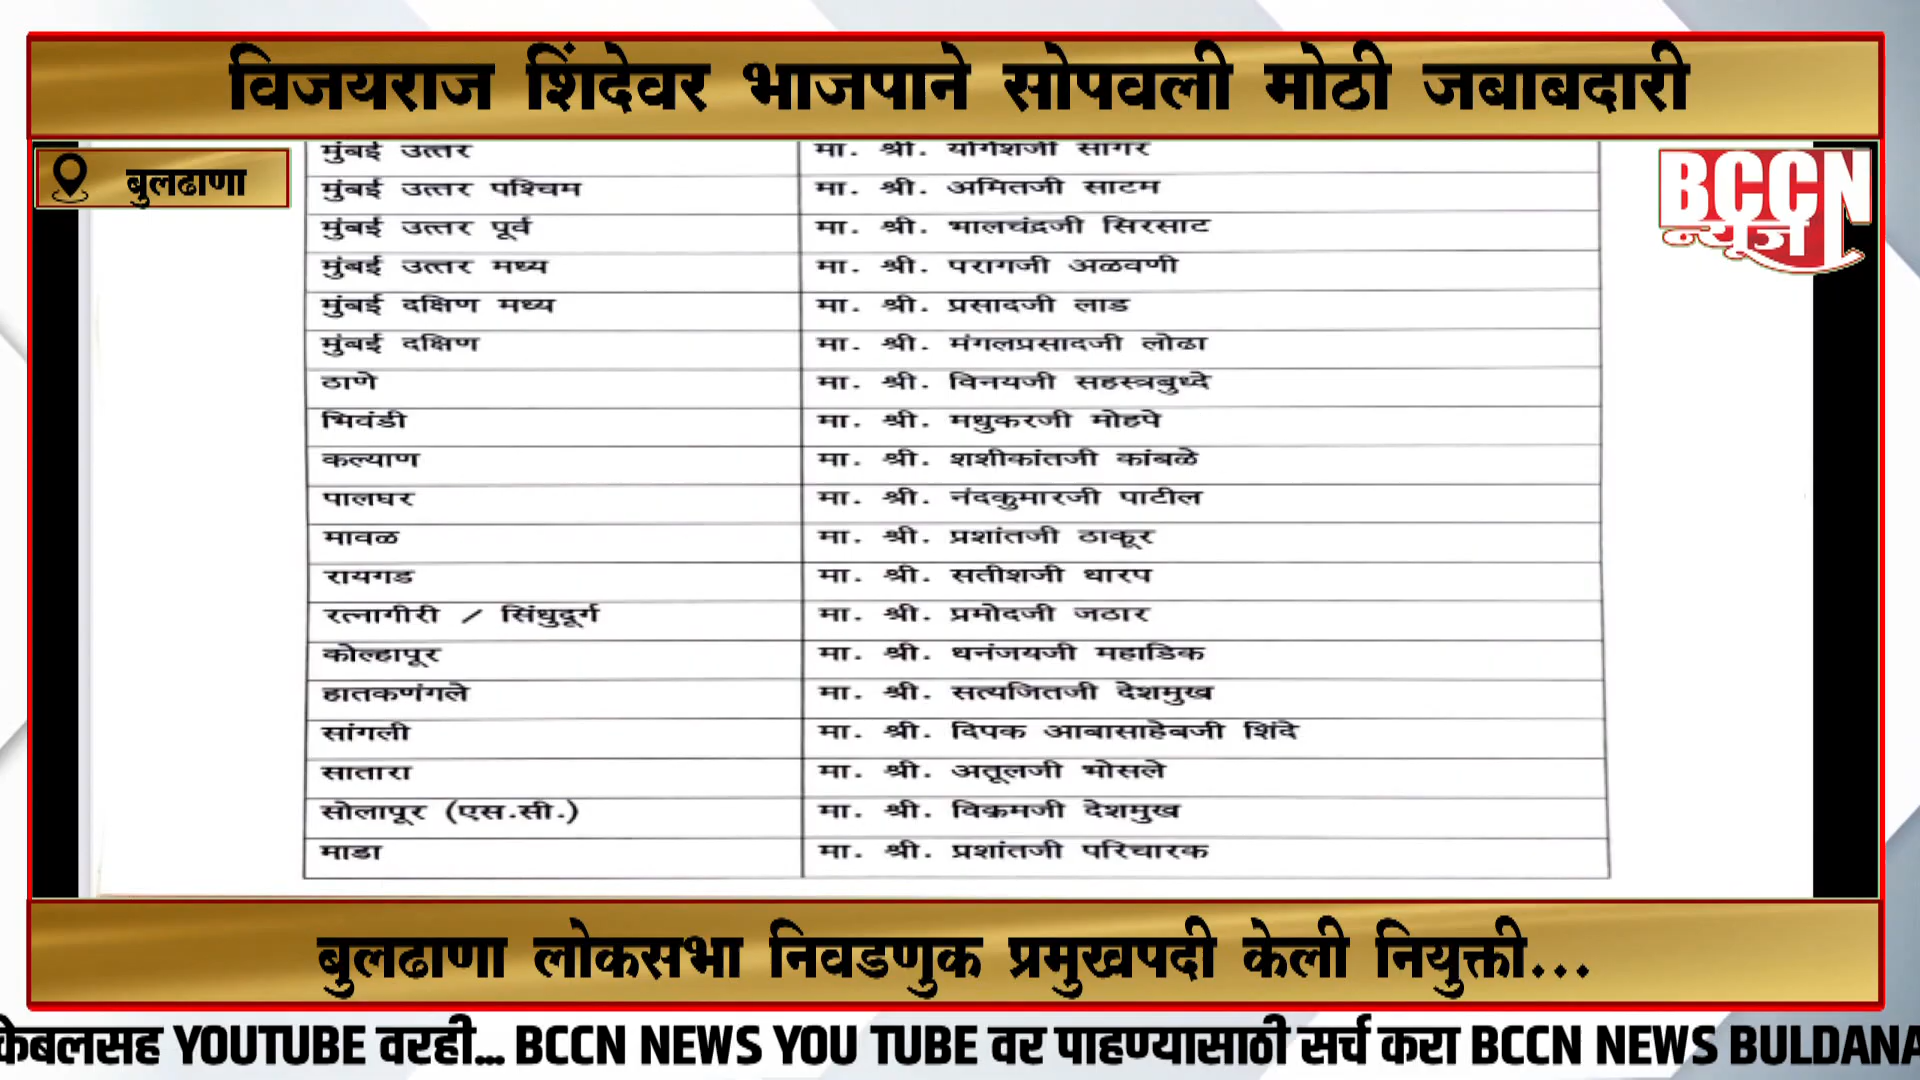 विजयराज शिंदेवर भाजपाने सोपवली मोठी जबाबदारी
बुलढाणा
BCCN
न्यूज
मुंबई उत्तर मा. श्री. योगेशजी सागर
मुंबई उत्तर पश्चिम मा. श्री. अमितजी साटम
मुंबई उत्तर पूर्व मा. श्री. भालचंद्रजी सिरसाट
मुंबई उत्तर मध्य मा. श्री. परागजी अळवणी
मुंबई दक्षिण मध्य मा. श्री. प्रसादजी लाड
मुंबई दक्षिण मा. श्री. मंगलप्रसादजी लोढा
ठाणे मा. श्री. विनयजी सहस्त्रबुध्दे
भिवंडी मा. श्री. मधुकरजी मोहपे
कल्याण मा. श्री. शशीकांतजी कांबळे
पालघर मा. श्री. नंदकुमारजी पाटील
मावळ मा. श्री. प्रशांतजी ठाकूर
रायगड मा. श्री. सतीशजी धारप
रत्नागीरी / सिंधुदूर्ग मा. श्री. प्रमोदजी जठार
कोल्हापूर मा. श्री. धनंजयजी महाडिक
हातकणंगले मा. श्री. सत्यजितजी देशमुख
सांगली मा. श्री. दिपक आबासाहेबजी शिंदे
सातारा मा. श्री. अतूलजी भोसले
सोलापूर (एस.सी.) मा. श्री. विक्रमजी देशमुख
माडा मा. श्री. प्रशांतजी परिचारक
बुलढाणा लोकसभा निवडणुक प्रमुखपदी केली नियुक्ती...
केबलसह YOUTUBE वरही... BCCN NEWS YOU TUBE वर पाहण्यासाठी सर्च करा BCCN NEWS BULDANA